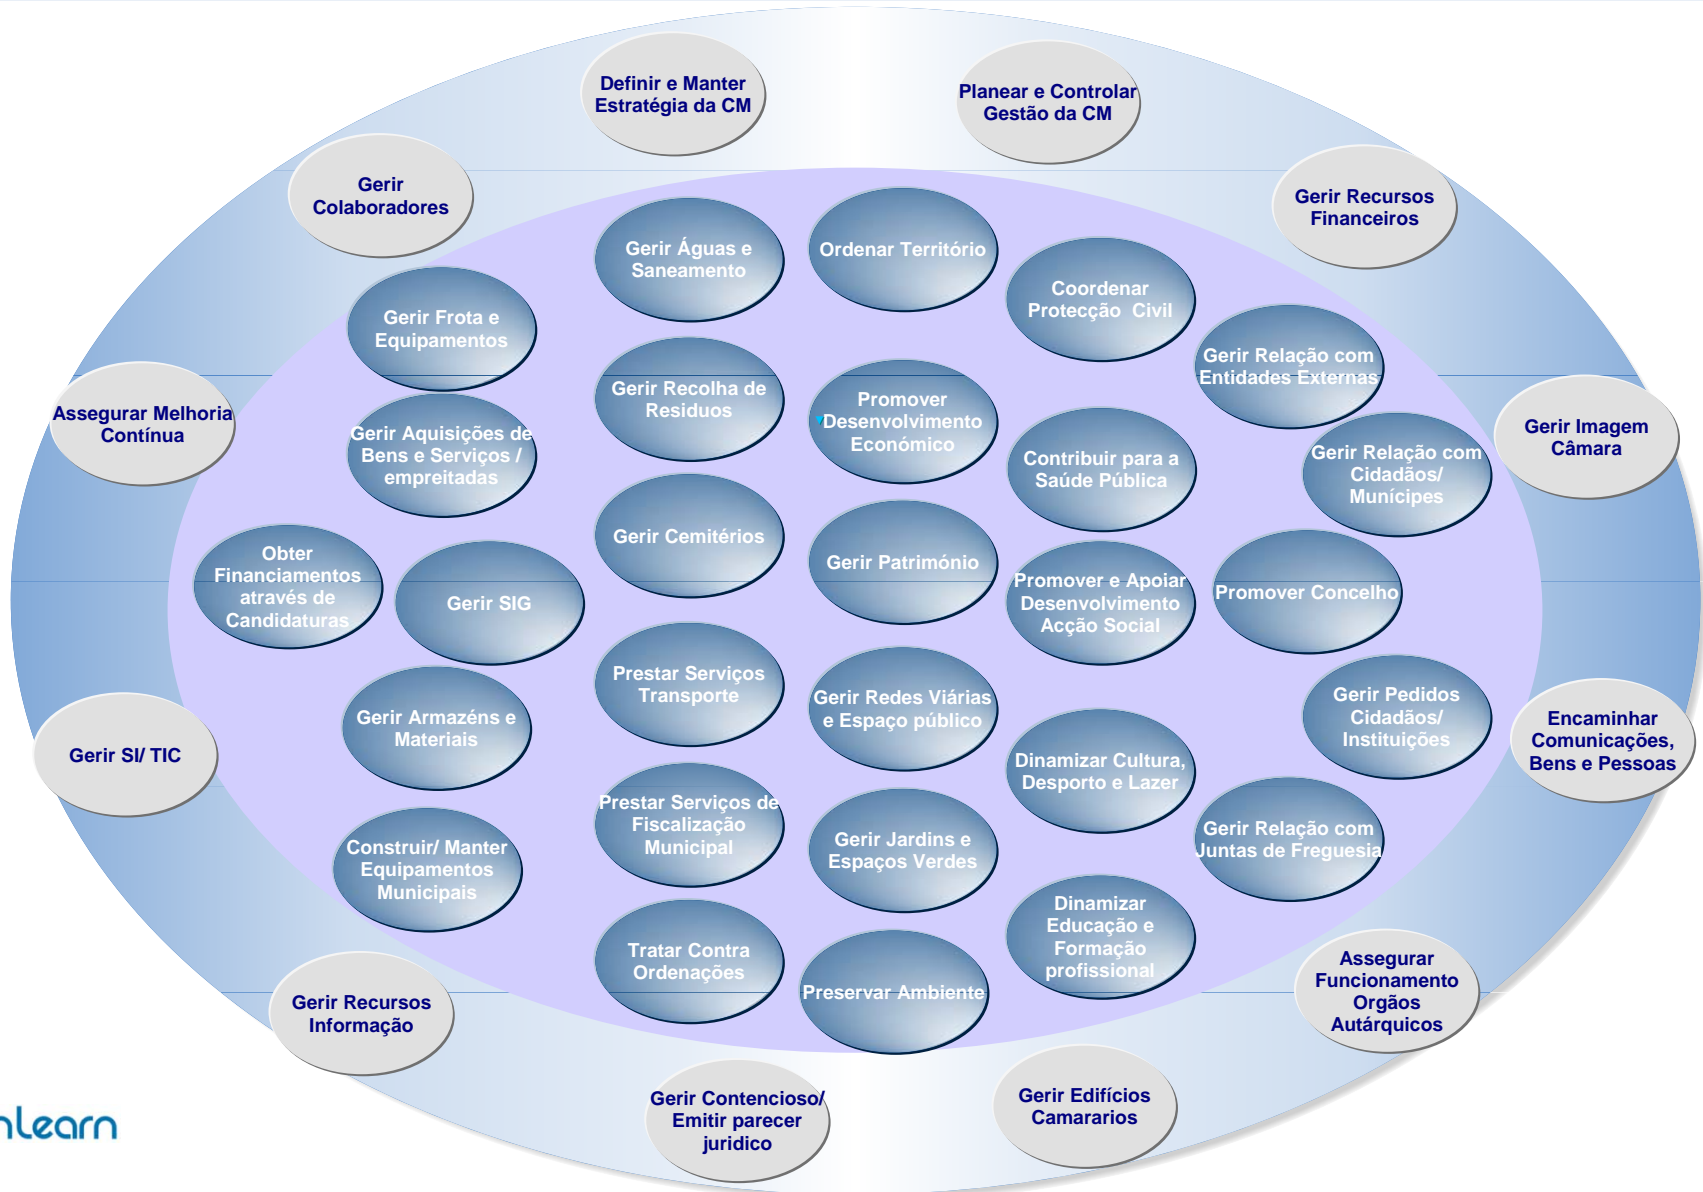 Definir e Manter
Estratégia da CM
Planear e Controlar
Gestão da CM
Gerir
Colaboradores
Gerir Recursos
Financeiros
Gerir Águas e
Saneamento
Ordenar Território
Coordenar
Protecção  Civil
Gerir Frota e
Equipamentos
Gerir Relação com
Entidades Externas
Gerir Recolha de
Residuos
Promover
Desenvolvimento
Económico
Assegurar Melhoria
Contínua
Gerir Aquisições de
Bens e Serviços /
empreitadas
Contribuir para a
Saúde Pública
Gerir Relação com
Cidadãos/
Munícipes
Gerir Imagem
Câmara
Gerir Cemitérios
Gerir Património
Obter
Financiamentos
através de
Candidaturas
Gerir SIG
Promover e Apoiar
Desenvolvimento
Acção Social
Promover Concelho
Prestar Serviços
Transporte
Gerir Redes Viárias
e Espaço público
Gerir Pedidos
Cidadãos/
Instituições
Encaminhar
Comunicações,
Bens e Pessoas
Gerir SI/ TIC
Gerir Armazéns e
Materiais
Dinamizar Cultura,
Desporto e Lazer
Prestar Serviços de
Fiscalização
Municipal
Gerir Jardins e
Espaços Verdes
Gerir Relação com
Juntas de Freguesia
Construir/ Manter
Equipamentos
Municipais
Dinamizar
Educação e
Formação
profissional
Tratar Contra
Ordenações
Preservar Ambiente
Assegurar
Funcionamento
Orgãos
Autárquicos
Gerir Recursos
Informação
Gerir Contencioso/
Emitir parecer
juridico
Gerir Edifícios
Camararios